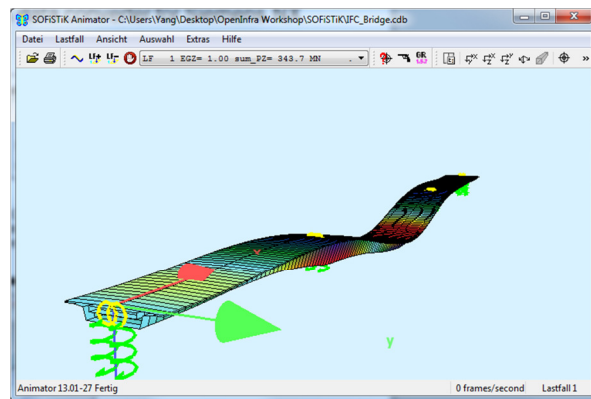 SOFiSTiK Animator - C:\Users\Yang\Desktop\OpenInfra Workshop\SOFiSTiK\IFC_Bridge.cdb
Datei Lastfall Ansicht Auswahl Extras Hilfe
LF 1 EGZ= 1.00 sum_PZ= 343.7 MN .
x
y
Animator 13.01-27 Fertig 0 frames/second Lastfall 1